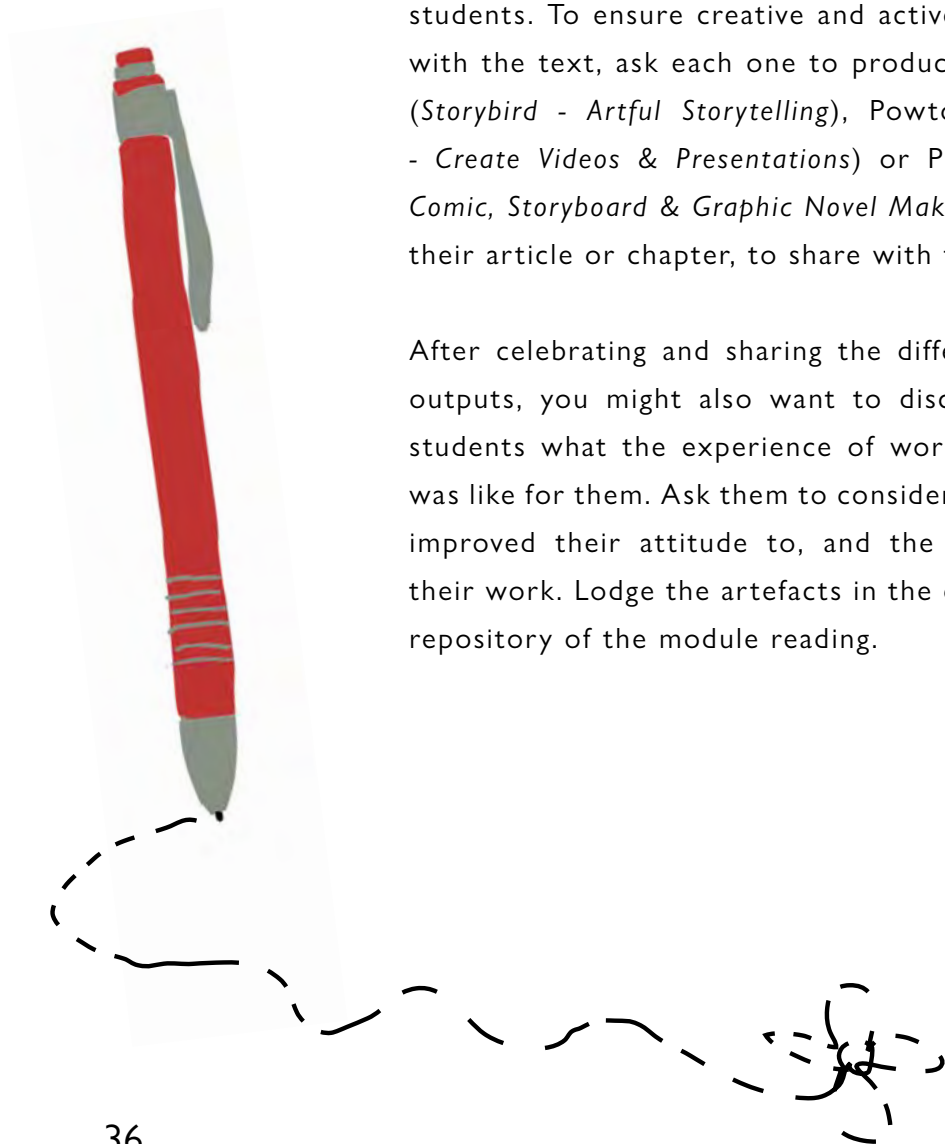 students. To ensure creative and active
with the text, ask each one to produc
(Storybird - Artful Storytelling), Powto
- Create Videos & Presentations) or P
Comic, Storyboard & Graphic Novel Mak
their article or chapter, to share with
After celebrating and sharing the diffe
outputs, you might also want to disc
students what the experience of wor
was like for them. Ask them to consider
improved their attitude to, and the
their work. Lodge the artefacts in the
repository of the module reading.
36